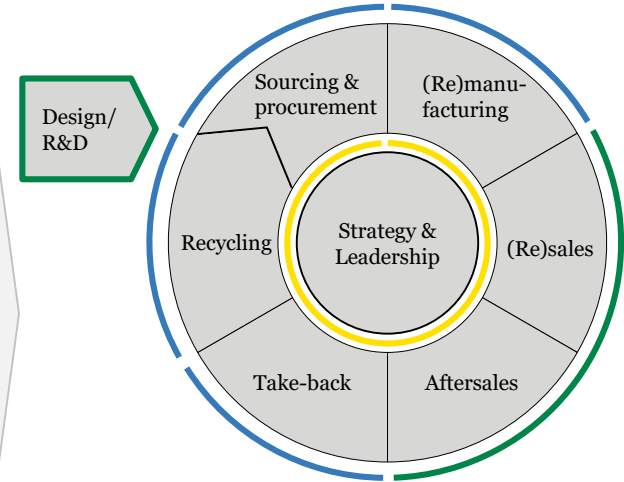 Design/
R&D
Sourcing &
procurement
(Re)manu-
facturing
(Re)sales
Aftersales
Take-back
Recycling
Strategy &
Leadership